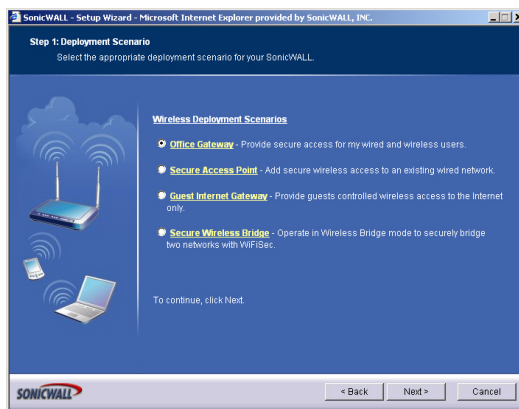 SonicWALL - Setup Wizard - Microsoft Internet Explorer provided by SonicWALL, INC.
Step 1: Deployment Scenario
Select the appropriate deployment scenario for your SonicWALL.
Wireless Deployment Scenarios
Office Gateway - Provide secure access for my wired and wireless users.
Secure Access Point - Add secure wireless access to an existing wired network.
Guest Internet Gateway - Provide guests controlled wireless access to the Internet
only.
Secure Wireless Bridge - Operate in Wireless Bridge mode to securely bridge
two networks with WiFiSec.
To continue, click Next.
SONICWALL
< Back
Next >
Cancel